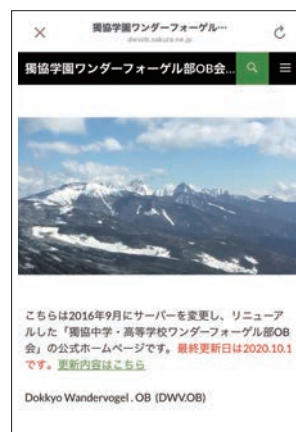 獨協学園ワンダーフォーゲル…
dwvob.sakura.ne.jp
獨協学園ワンダーフォーゲル部OB会...
こちらは2016年9月にサーバーを変更し、リニューア
ルした「獨協中学・高等学校ワンダーフォーゲル部OB
会」の公式ホームページです。最終更新日は2020.10.1
です。更新内容はこちら
Dokkyo Wandervogel . OB (DWV.OB)